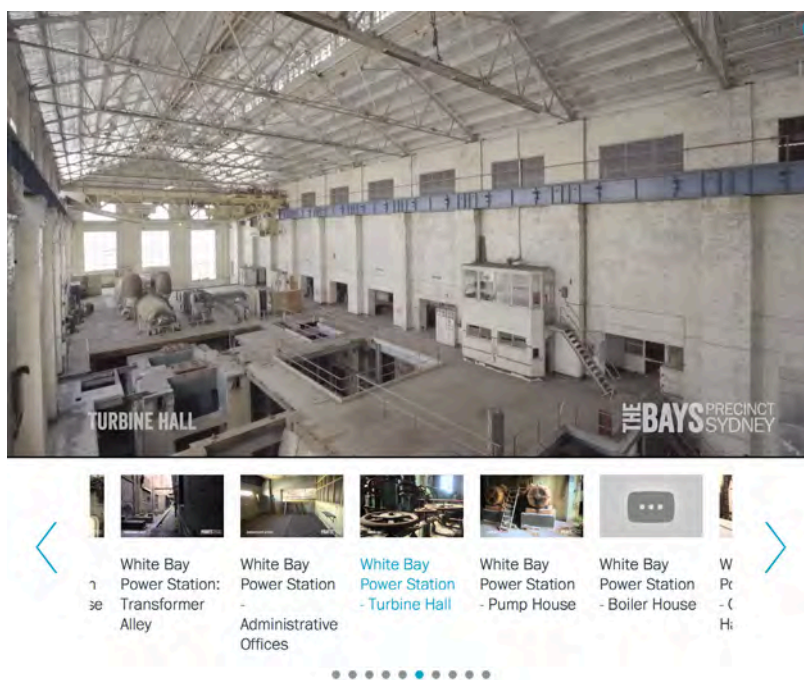 TURBINE HALL
THE BAYS PRECINCT
SYDNEY
White Bay
Power Station:
Transformer
Alley
White Bay
Power Station
-
Administrative
Offices
White Bay
Power Station
- Turbine Hall
White Bay
Power Station
- Pump House
White Bay
Power Station
- Boiler House